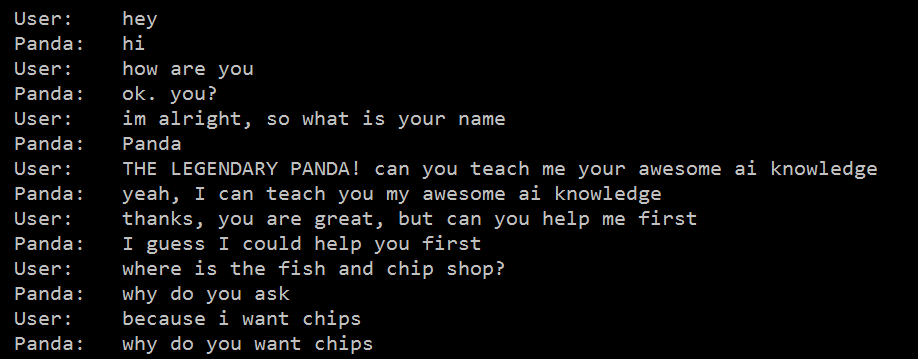 User: hey
Panda: hi
User: how are you
Panda: ok. you?
User: im alright, so what is your name
Panda: Panda
User: THE LEGENDARY PANDA! can you teach me your awesome ai knowledge
Panda: yeah, I can teach you my awesome ai knowledge
User: thanks, you are great, but can you help me first
Panda: I guess I could help you first
User: where is the fish and chip shop?
Panda: why do you ask
User: because i want chips
Panda: why do you want chips